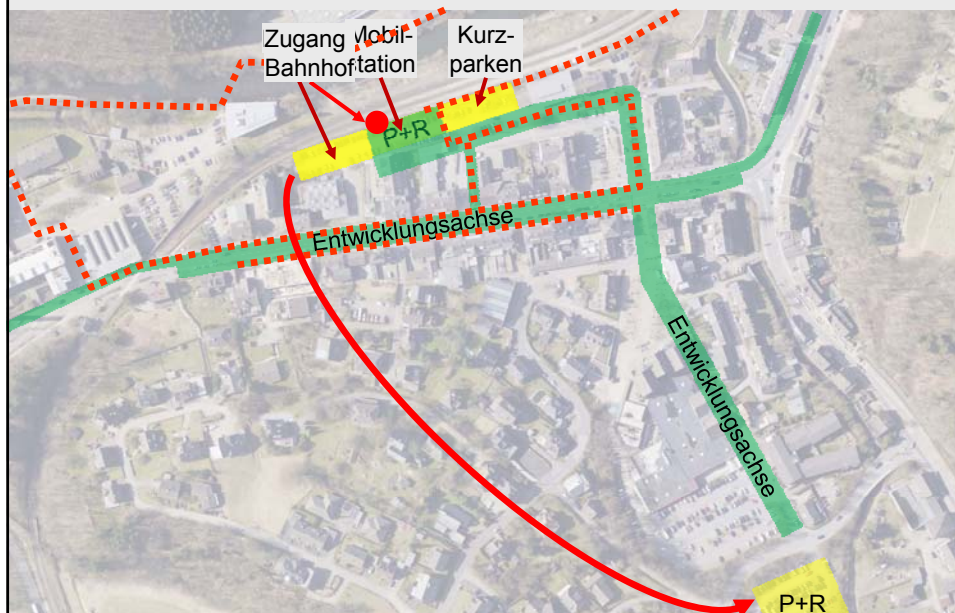 Zugang
Bahnhof
Mobil-
station
Kurz-
parken
P+R
Entwicklungsachse
Entwicklungsachse
P+R